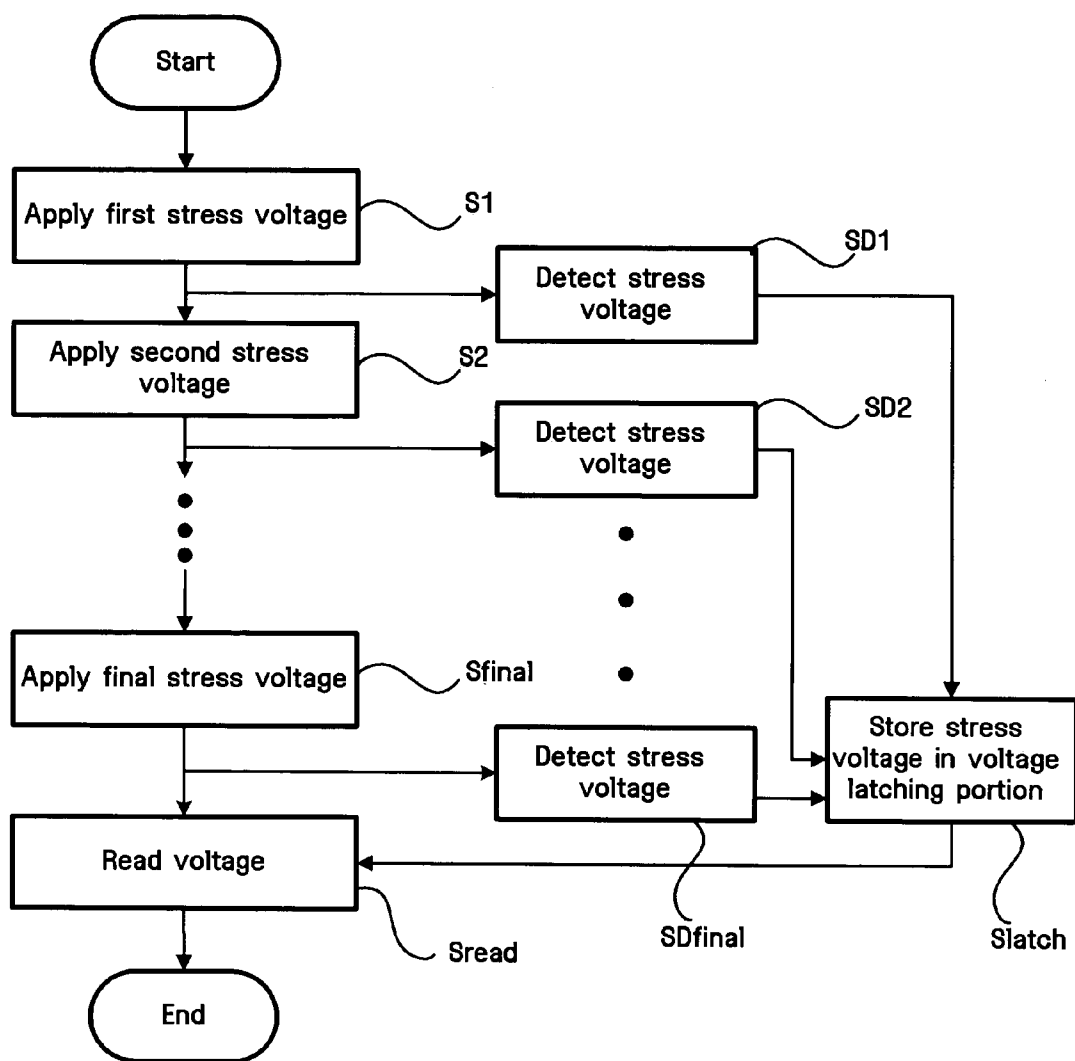 Start
Apply first stress voltage
S1
Detect stress
voltage
SD1
Apply second stress
voltage
S2
Detect stress
voltage
SD2
Apply final stress voltage
Sfinal
Detect stress
voltage
SDfinal
Store stress
voltage in voltage
latching portion
Slatch
Read voltage
Sread
End